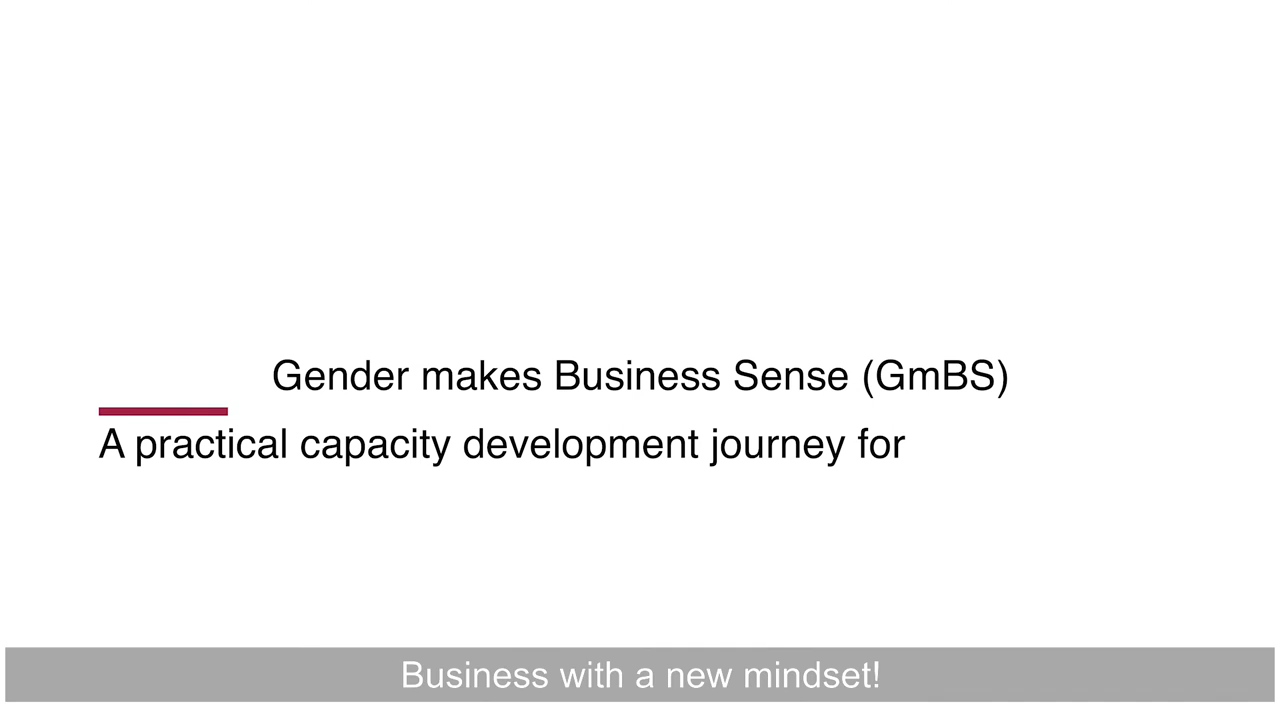 Gender makes Business Sense (GmBS)
A practical capacity development journey for
Business with a new mindset!